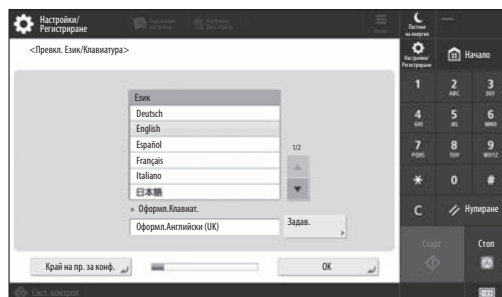 Настройки/
Регистриране
Меню
Пестене
на енергия
<Превкл. Език/Клавиатура>
Настройки/
Регистриране
Начало
Език
Deutsch
English
Español
Français
Italiano
日本語
1/2
Оформл.Клавиат.
Оформл.Английски (UK)
Задав.
Край на пр. за конф.
OK
1
2 ABC
3 DEF
4 GHI
5 JKL
6 MNO
7 PQRS
8 TUV
9 WXYZ
*
0
#
C
Нулиране
Старт
Стоп
Сист. контрол